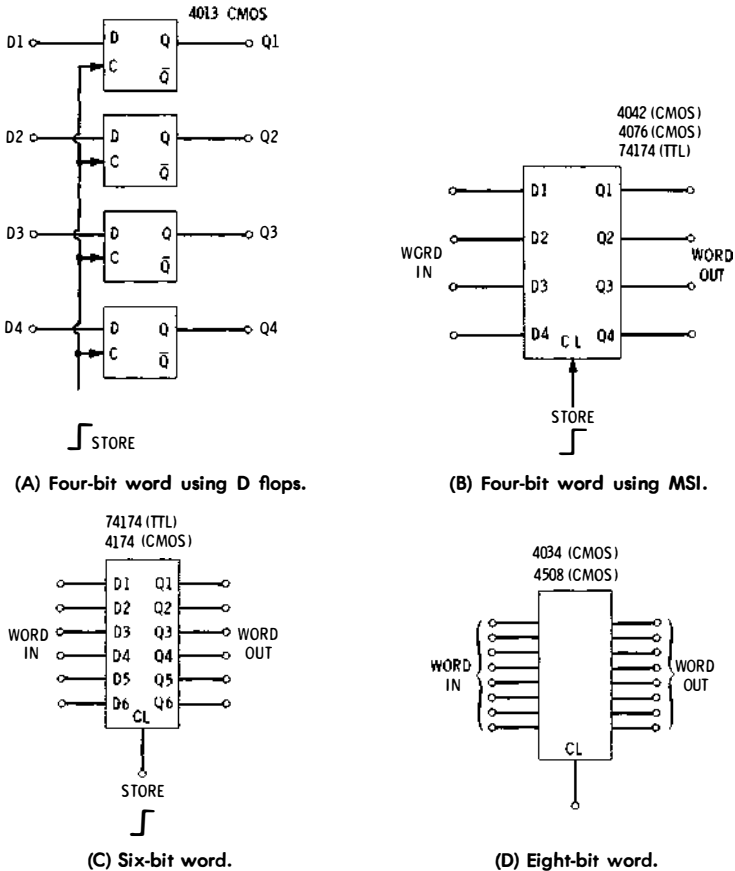 4013 CMOS
D1 D Q Q1
C Q̅
D2 D Q Q2
C Q̅
D3 D Q Q3
C Q̅
D4 D Q Q4
C Q̅
STORE
(A) Four-bit word using D flops.
4042 (CMOS)
4076 (CMOS)
74174 (TTL)
D1 Q1
D2 Q2
WORD IN
WORD OUT
D3 Q3
D4 Q4
CL
STORE
(B) Four-bit word using MSI.
74174 (TTL)
4174 (CMOS)
D1 Q1
D2 Q2
WORD D3 Q3 WORD
IN D4 Q4 OUT
D5 Q5
D6 Q6
CL
STORE
(C) Six-bit word.
4034 (CMOS)
4508 (CMOS)
WORD WORD
IN OUT
CL
(D) Eight-bit word.